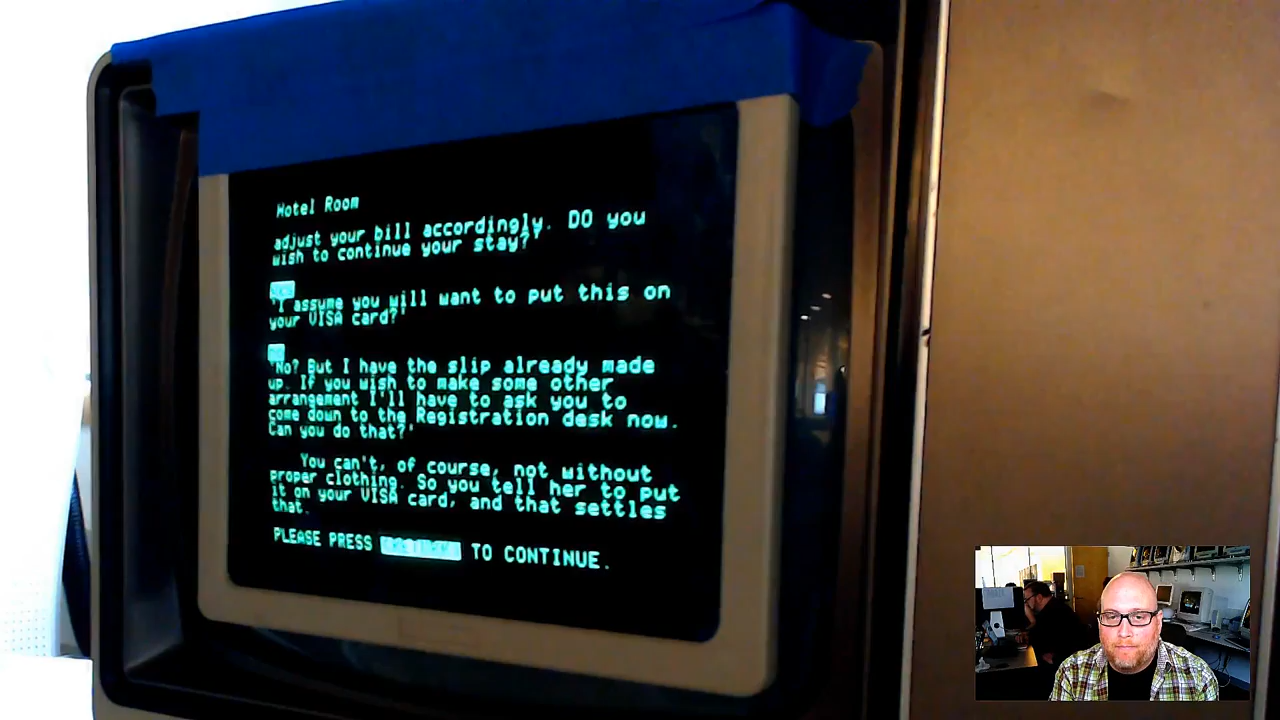 Hotel Room
adjust your bill accordingly. DO you
wish to continue your stay?'
'I assume you will want to put this on
your VISA card?'
'No? But I have the slip already made
up. If you wish to make some other
arrangement I'll have to ask you to
come down to the Registration desk now.
Can you do that?'
You can't, of course, not without
proper clothing. So you tell her to put
it on your VISA card, and that settles
that.
PLEASE PRESS TO CONTINUE.